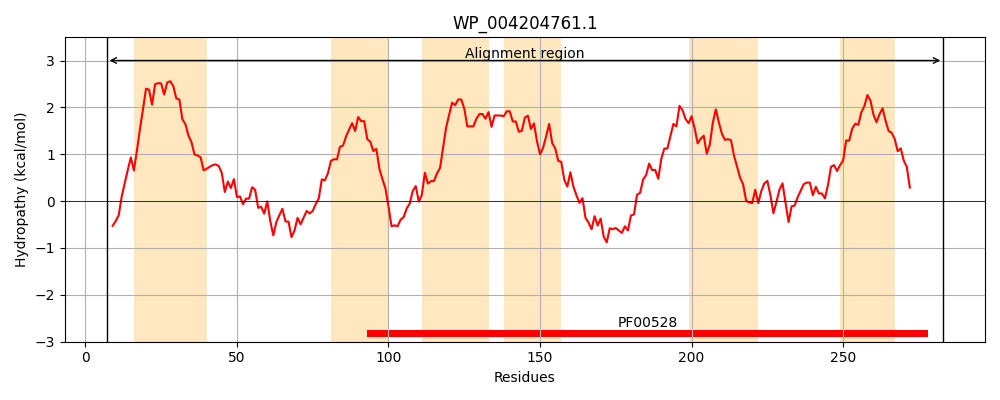 WP_004204761.1
Alignment region
3
2
1
0
−1
−2
−3
Hydropathy (kcal/mol)
PF00528
0 50 100 150 200 250
Residues